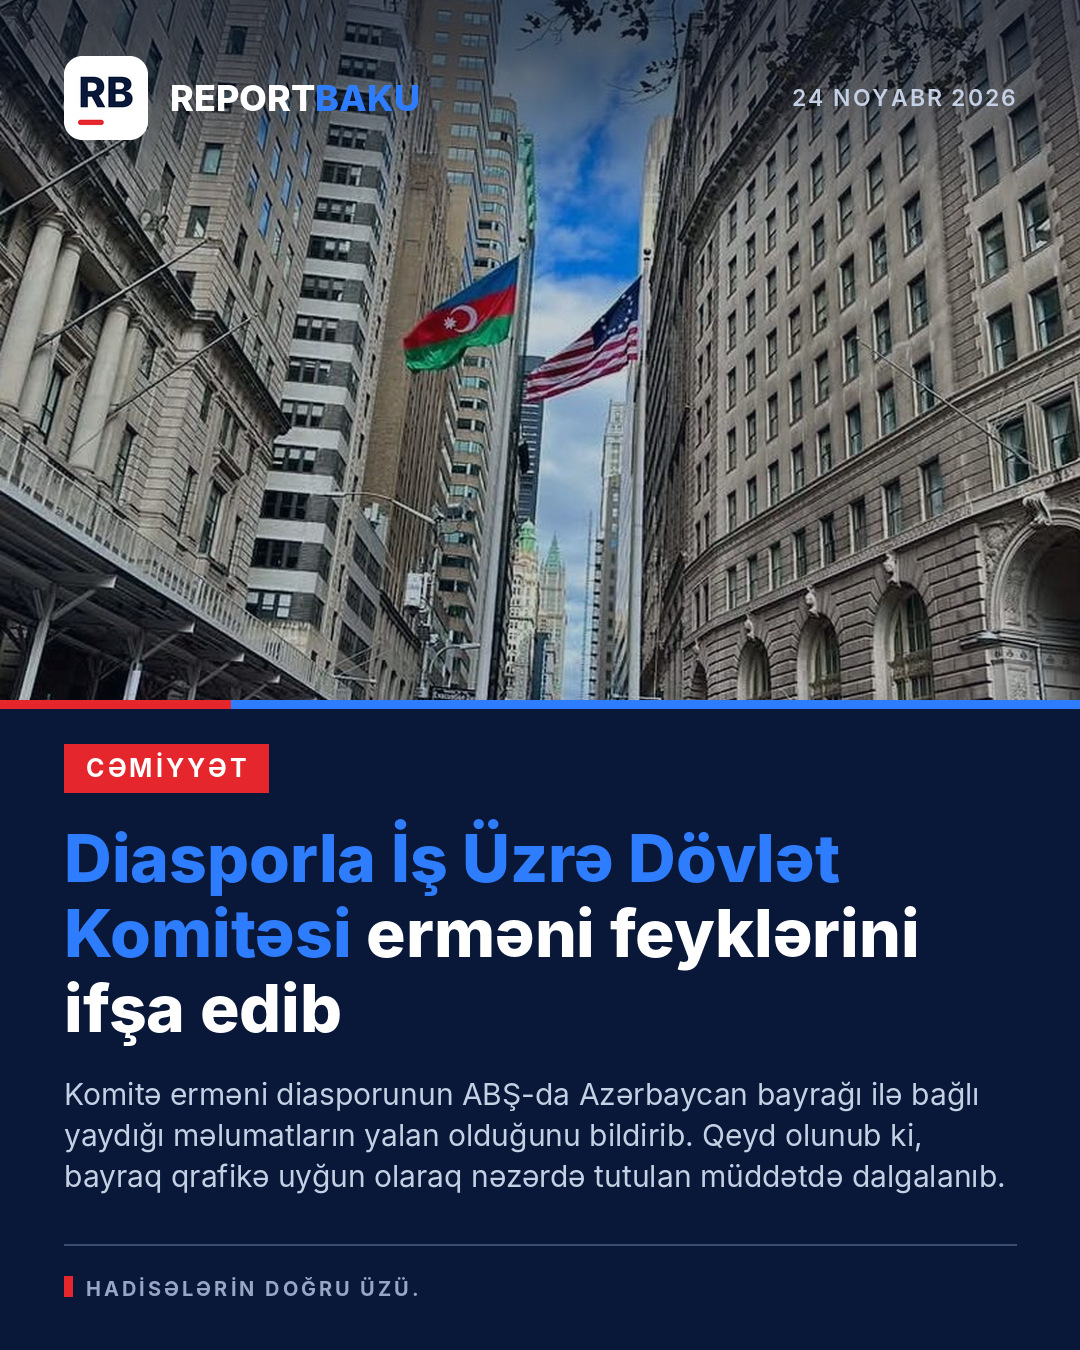 RB
REPORTBAKU
24 NOYABR 2026
CƏMİYYƏT
Diasporla İş Üzrə Dövlət
Komitəsi erməni feyklərini
ifşa edib
Komitə erməni diasporunun ABŞ-da Azərbaycan bayrağı ilə bağlı
yaydığı məlumatların yalan olduğunu bildirib. Qeyd olunub ki,
bayraq qrafikə uyğun olaraq nəzərdə tutulan müddətdə dalgalanıb.
HADİSƏLƏRİN DOĞRU ÜZÜ.